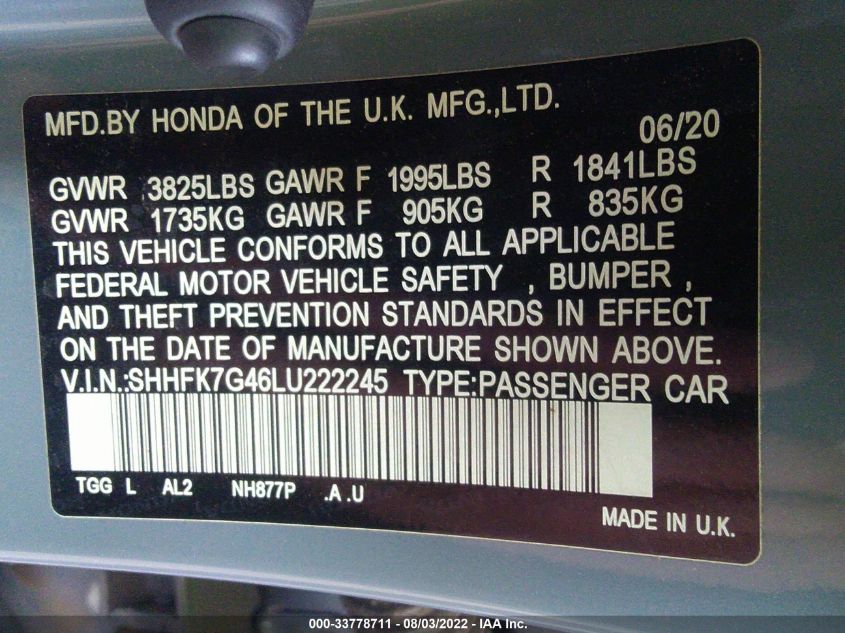 MFD.BY HONDA OF THE U.K. MFG.,LTD.
06/20
GVWR 3825LBS GAWR F 1995LBS R 1841LBS
GVWR 1735KG GAWR F 905KG R 835KG
THIS VEHICLE CONFORMS TO ALL APPLICABLE
FEDERAL MOTOR VEHICLE SAFETY , BUMPER ,
AND THEFT PREVENTION STANDARDS IN EFFECT
ON THE DATE OF MANUFACTURE SHOWN ABOVE.
V.I.N.:SHHFK7G46LU222245 TYPE:PASSENGER CAR
TGG L AL2 NH877P .A .U
MADE IN U.K.
000-33778711 - 08/03/2022 - IAA Inc.